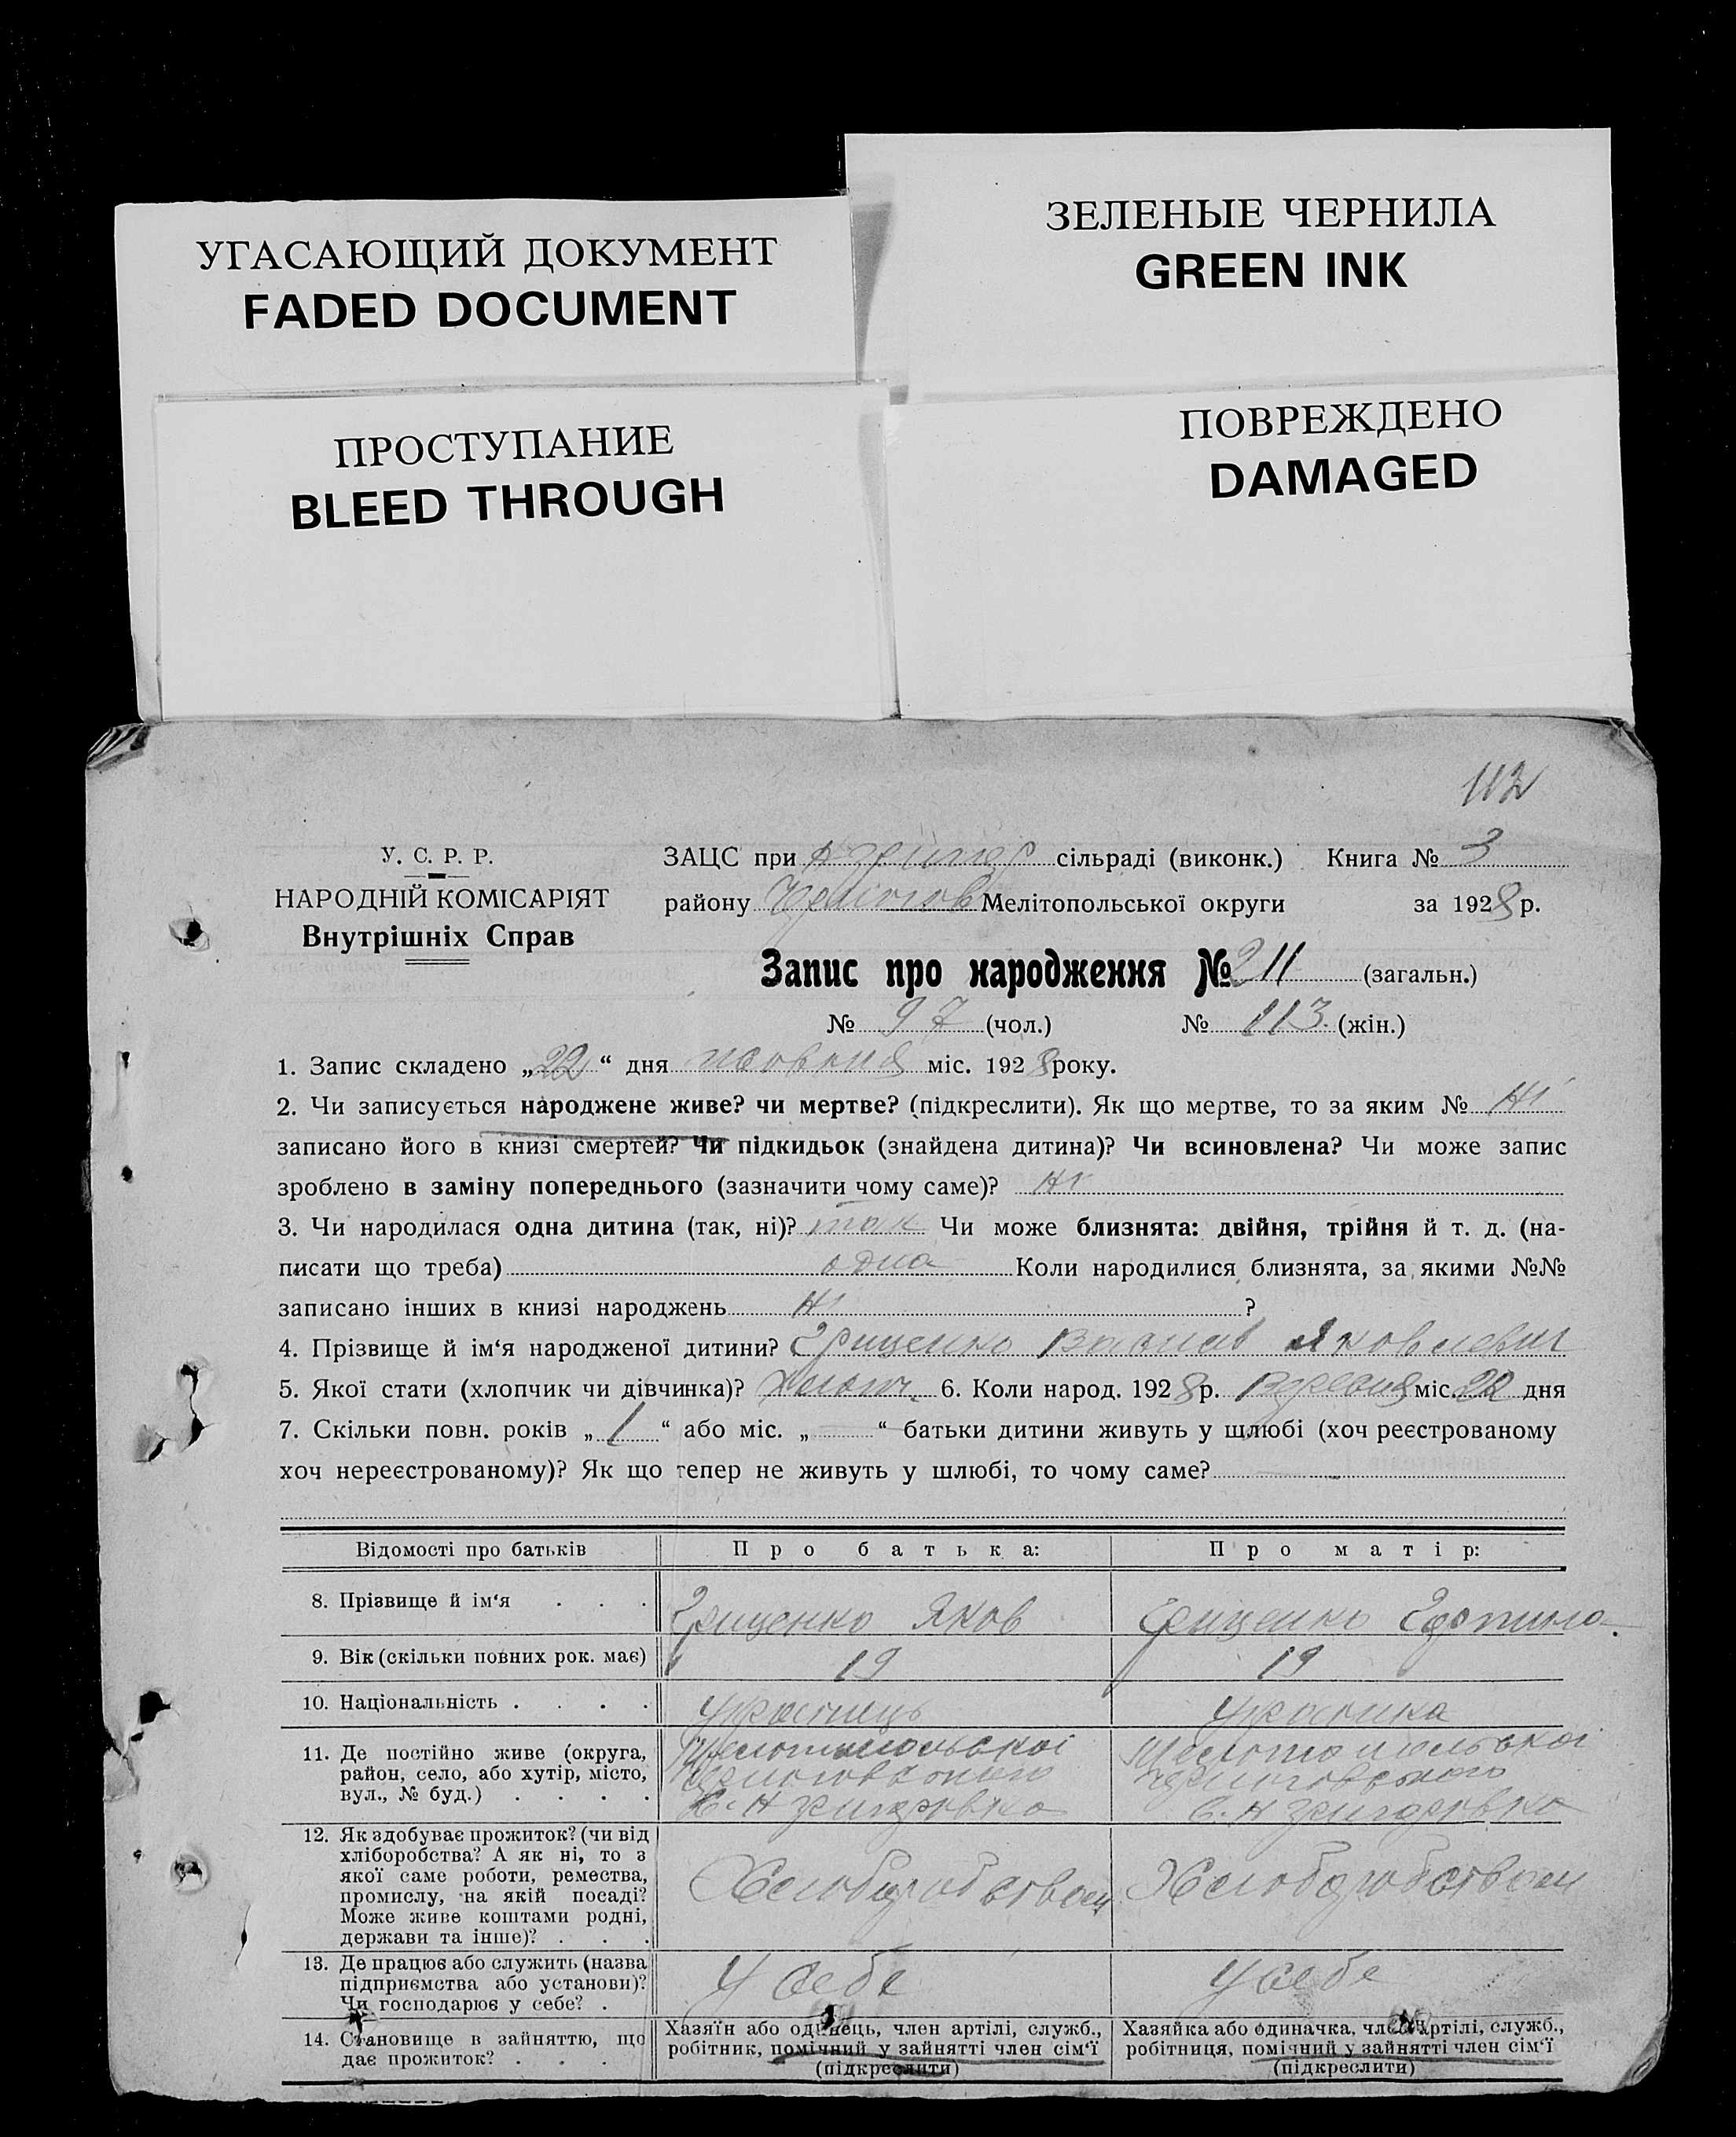 УГАСАЮЩИЙ ДОКУМЕНТ
FADED DOCUMENT
ЗЕЛЕНЫЕ ЧЕРНИЛА
GREEN INK
ПРОСТУПАНИЕ
BLEED THROUGH
ПОВРЕЖДЕНО
DAMAGED
У. С. Р. Р.
НАРОДНІЙ КОМІСАРІЯТ
Внутрішніх Справ
ЗАЦС при сільраді (виконк.) Книга № 3
району Мелітопольської округи за 1928 р.
Запис про народження № 211 (загальн.)
№ 97 (чол.) № 113 (жін.)
1. Запис складено „22“ дня жовтня міс. 1928 року.
2. Чи записується народжене живе? чи мертве? (підкреслити). Як що мертве, то за яким № Ні
записано його в книзі смертей? Чи підкидьок (знайдена дитина)? Чи всиновлена? Чи може запис
зроблено в заміну попереднього (зазначити чому саме)? Ні
3. Чи народилася одна дитина (так, ні)? так Чи може близнята: двійня, трійня й т. д. (на-
писати що треба) одна Коли народилися близнята, за якими №№
записано інших в книзі народжень Ні ?
4. Прізвище й ім‘я народженої дитини? Гриценко Яковлевич
5. Якої стати (хлопчик чи дівчинка)? 6. Коли народ. 1928 р. міс. 22 дня
7. Скільки повн. років „1“ або міс. „—“ батьки дитини живуть у шлюбі (хоч реєстрованому
хоч нереєстрованому)? Як що тепер не живуть у шлюбі, то чому саме?
Відомості про батьків Про батька: Про матір:
8. Прізвище й ім‘я Гриценко Яков Гриценко
9. Вік (скільки повних рок. має) 19 19
10. Національність
11. Де постійно живе (округа,
район, село, або хутір, місто,
вул., № буд.)
12. Як здобуває прожиток? (чи від
хліборобства? А як ні, то з
якої саме роботи, ремества,
промислу, на якій посаді?
Може живе коштами родні,
держави та інше)?
Хлеборобством Хлеборобством
13. Де працює або служить (назва
підприємства або установи)?
Чи господарює у себе?
У себе У себе
14. Становище в зайняттю, що
дає прожиток?
Хазяїн або одинець, член артілі, служб.,
робітник, помічний у зайнятті член сім‘ї
(підкреслити)
Хазяйка або одиначка, член артілі, служб.,
робітниця, помічний у зайнятті член сім‘ї
(підкреслити)